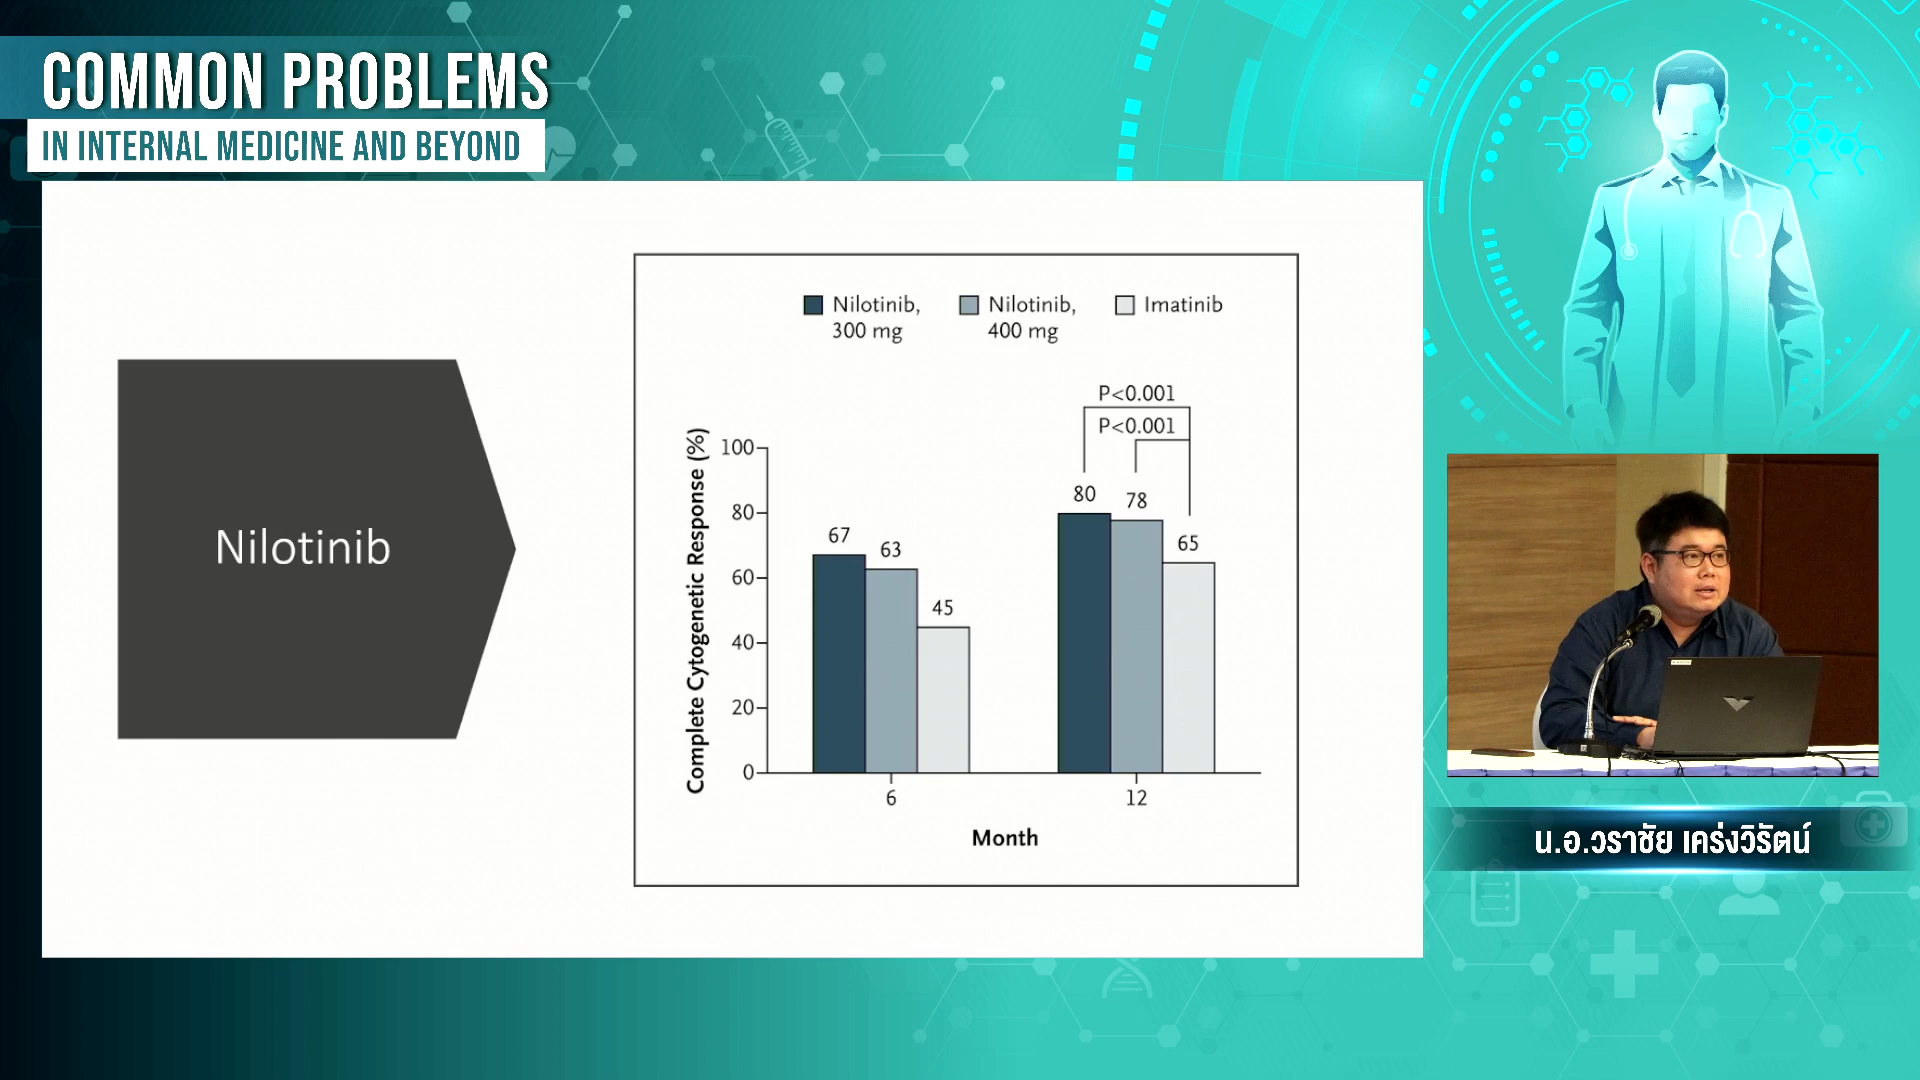 COMMON PROBLEMS
IN INTERNAL MEDICINE AND BEYOND
Nilotinib
Nilotinib,
300 mg
Nilotinib,
400 mg
Imatinib
P<0.001
P<0.001
Complete Cytogenetic Response (%)
100
80
60
40
20
0
67
63
45
80
78
65
6
12
Month
น.อ.วราชัย เคร่งวิรัตน์